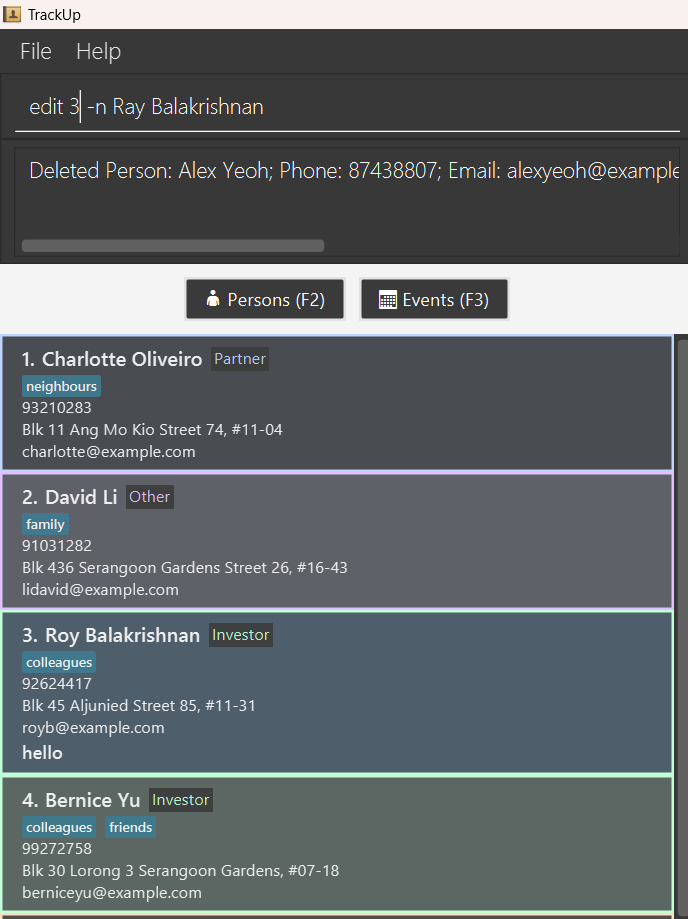 TrackUp
File Help
edit 3 -n Ray Balakrishnan
Deleted Person: Alex Yeoh; Phone: 87438807; Email: alexyeoh@example
Persons (F2) Events (F3)
1. Charlotte Oliveiro Partner
neighbours
93210283
Blk 11 Ang Mo Kio Street 74, #11-04
charlotte@example.com
2. David Li Other
family
91031282
Blk 436 Serangoon Gardens Street 26, #16-43
lidavid@example.com
3. Roy Balakrishnan Investor
colleagues
92624417
Blk 45 Aljunied Street 85, #11-31
royb@example.com
hello
4. Bernice Yu Investor
colleagues friends
99272758
Blk 30 Lorong 3 Serangoon Gardens, #07-18
berniceyu@example.com